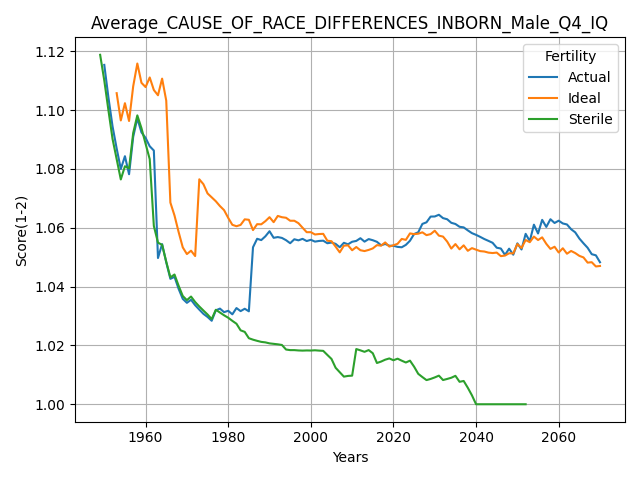 Average_CAUSE_OF_RACE_DIFFERENCES_INBORN_Male_Q4_IQ
Fertility
Actual
Ideal
Sterile
Score(1-2)
1.12
1.10
1.08
1.06
1.04
1.02
1.00
1960 1980 2000 2020 2040 2060
Years